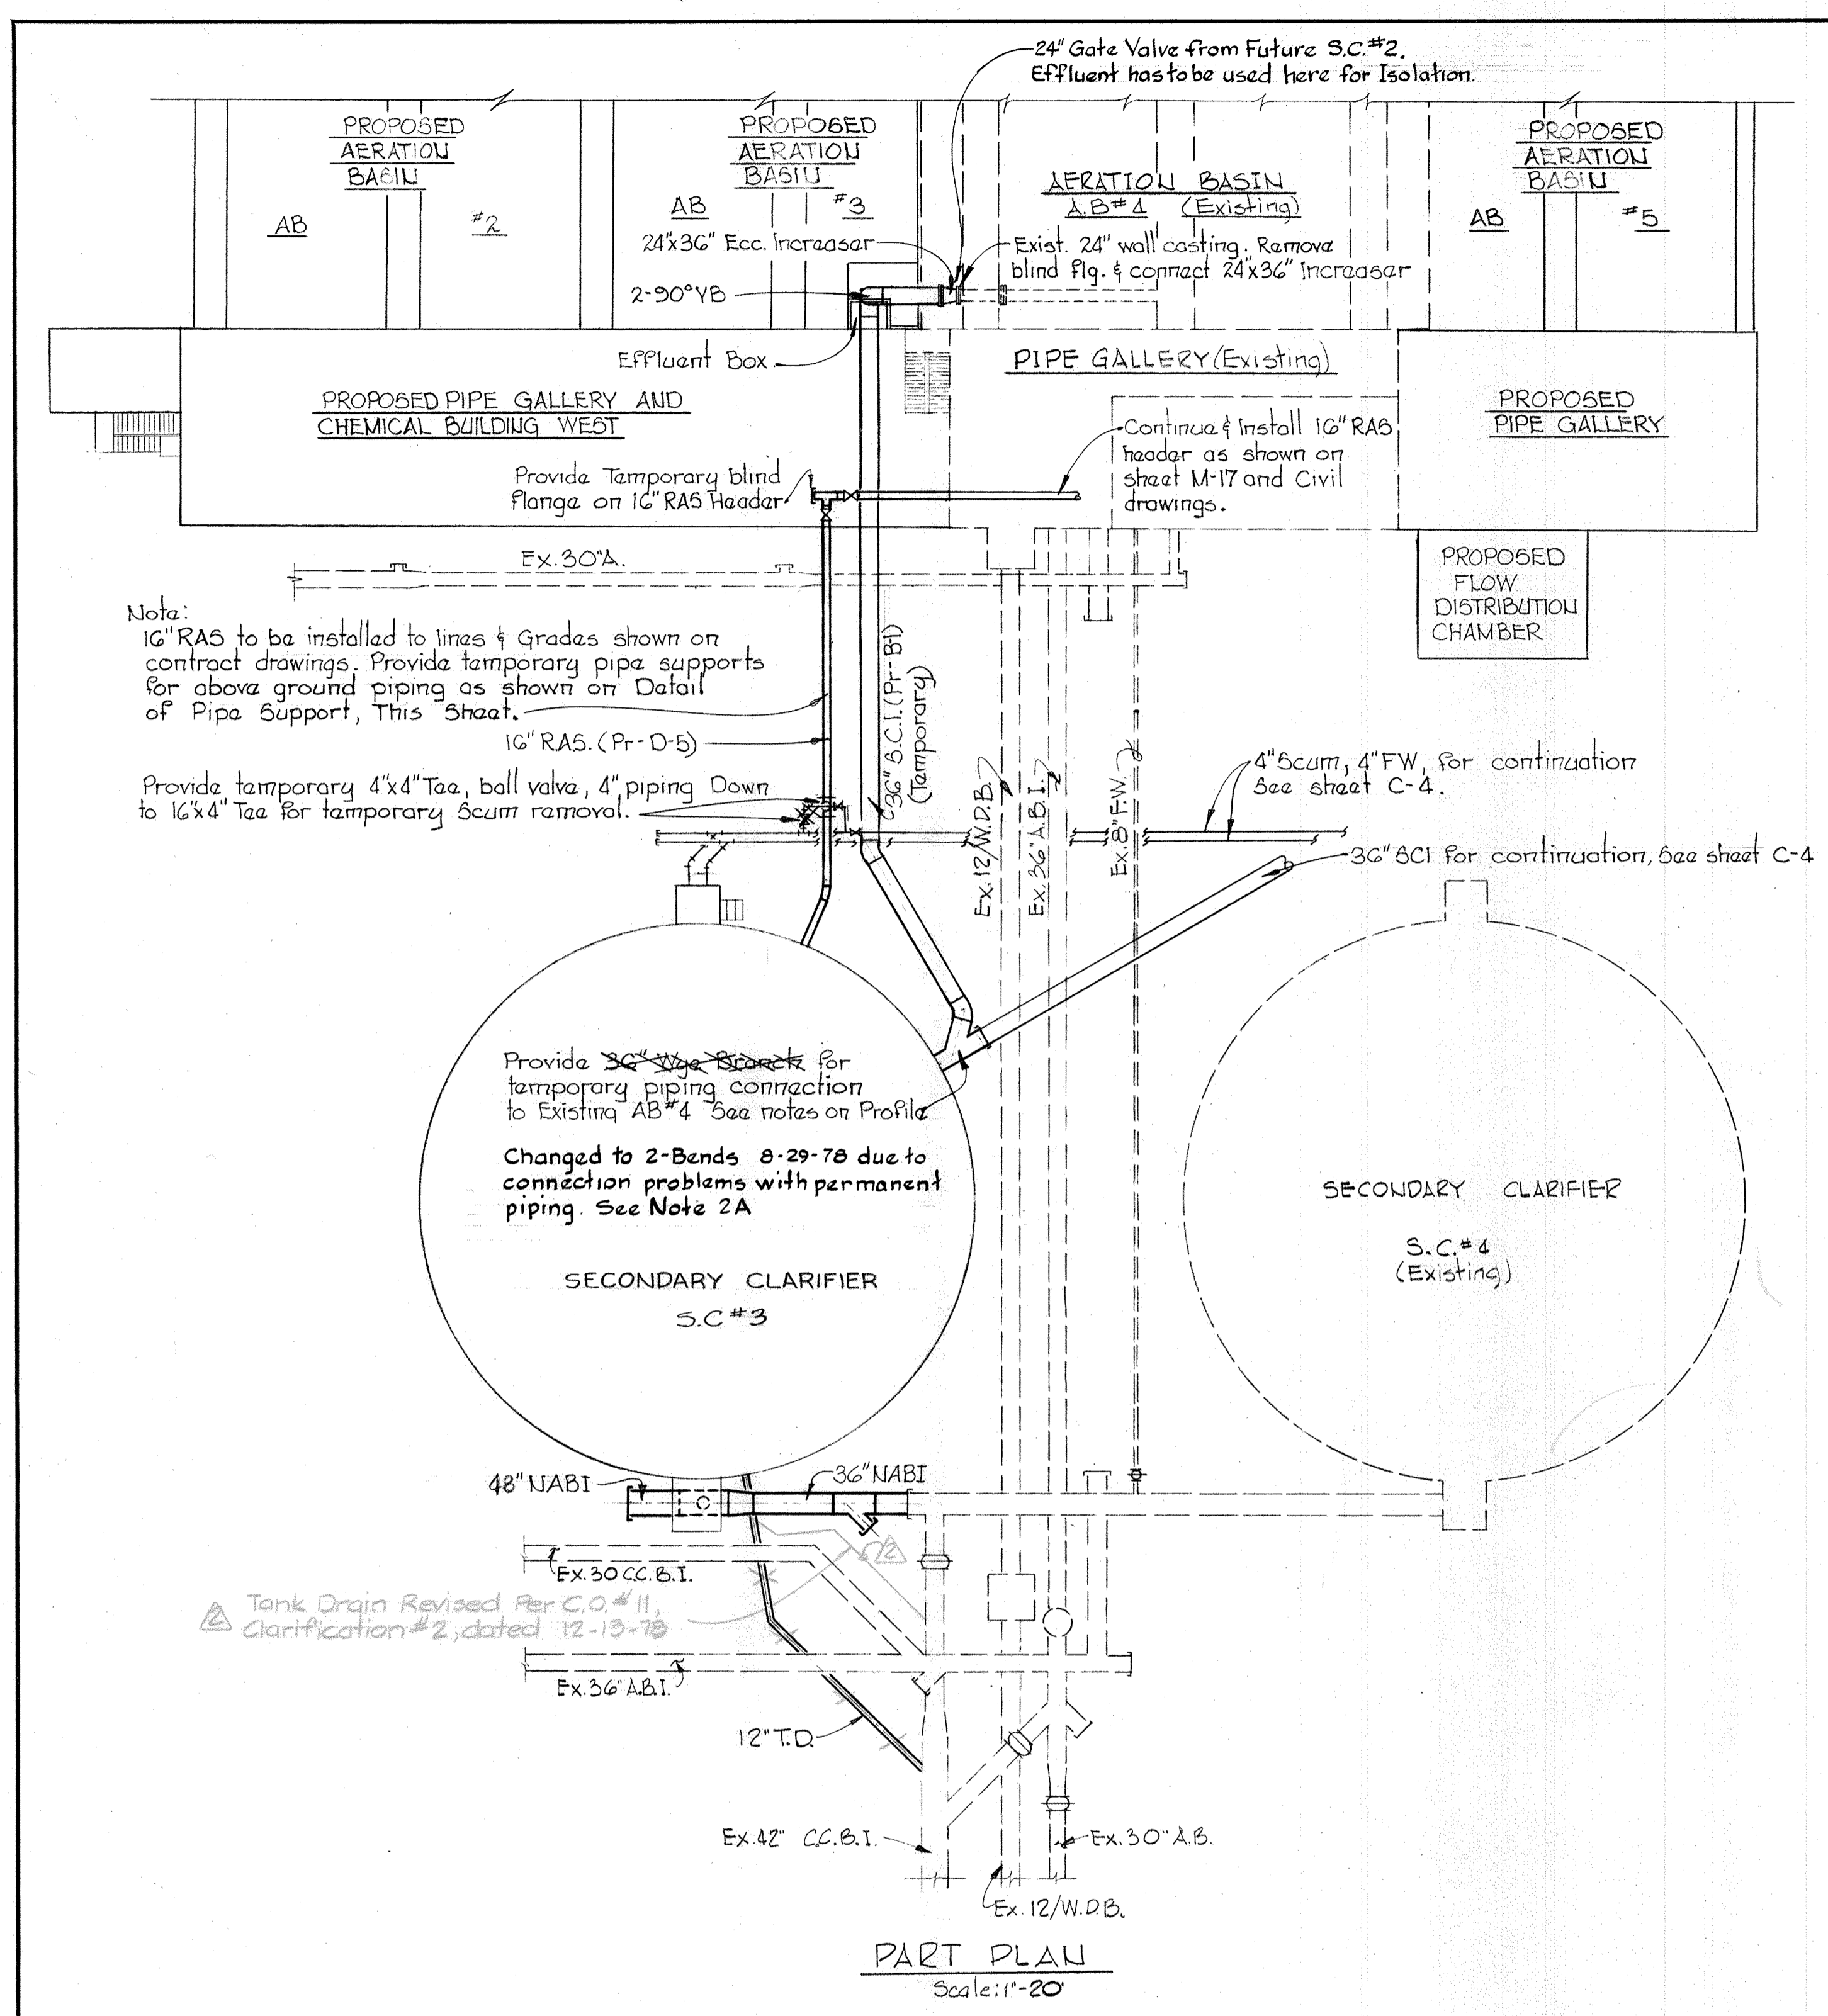 24" Gate Valve from Future S.C.#2.
Effluent has to be used here for Isolation.
PROPOSED
AERATION
BASIN
AB
#2
PROPOSED
AERATION
BASIN
AB
#3
AERATION BASIN
A.B#4 (Existing)
PROPOSED
AERATION
BASIN
AB
#5
24"x36" Ecc. Increaser
Exist. 24" wall casting. Remove
blind flg. & connect 24"x36" Increaser
2-90°YB
Effluent Box
PIPE GALLERY (Existing)
PROPOSED PIPE GALLERY AND
CHEMICAL BUILDING WEST
PROPOSED
PIPE GALLERY
Continue & Install 16" RAS
header as shown on
sheet M-17 and Civil
drawings.
Provide Temporary blind
flange on 16" RAS Header
Ex.30"A.
PROPOSED
FLOW
DISTRIBUTION
CHAMBER
Note:
16" RAS to be installed to lines & Grades shown on
contract drawings. Provide temporary pipe supports
for above ground piping as shown on Detail
of Pipe Support, This Sheet.
16" R.A.S. (Pr-D-5)
36" S.C.I. (Pr-B-1)
(Temporary)
Provide temporary 4"x4" Tee, ball valve, 4" piping Down
to 16"x4" Tee for temporary Scum removal.
Ex.12/W.D.B.
Ex.36" A.B.I.
Ex.8" F.W.
4" Scum, 4" FW, for continuation
See sheet C-4.
36" SCI for continuation, See sheet C-4
Provide 36" Wye Branch for
temporary piping connection
to Existing AB#4 See notes on Profile
Changed to 2-Bends 8-29-78 due to
connection problems with permanent
piping. See Note 2A
SECONDARY CLARIFIER
S.C #3
SECONDARY CLARIFIER
S.C.#4
(Existing)
48" NABI
36" NABI
Ex.30 C.C.B.I.
2
2 Tank Drain Revised Per C.O.#11,
Clarification #2, dated 12-13-78
Ex.36" A.B.I.
12" T.D.
Ex.42" C.C.B.I.
Ex.30" A.B.
Ex.12/W.D.B.
PART PLAN
Scale: 1"-20'